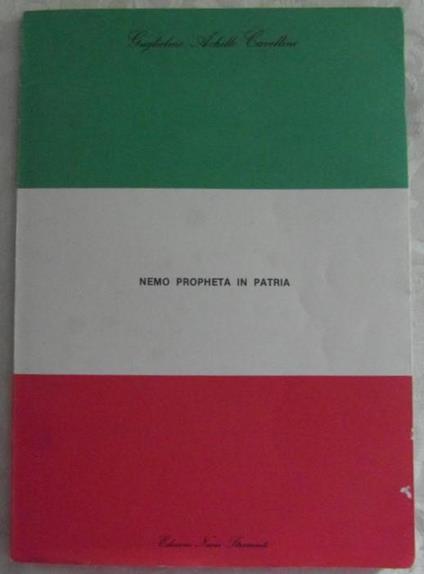 Guglielmo Achille Cavellini
NEMO PROPHETA IN PATRIA
Edizioni Nuovi Strumenti